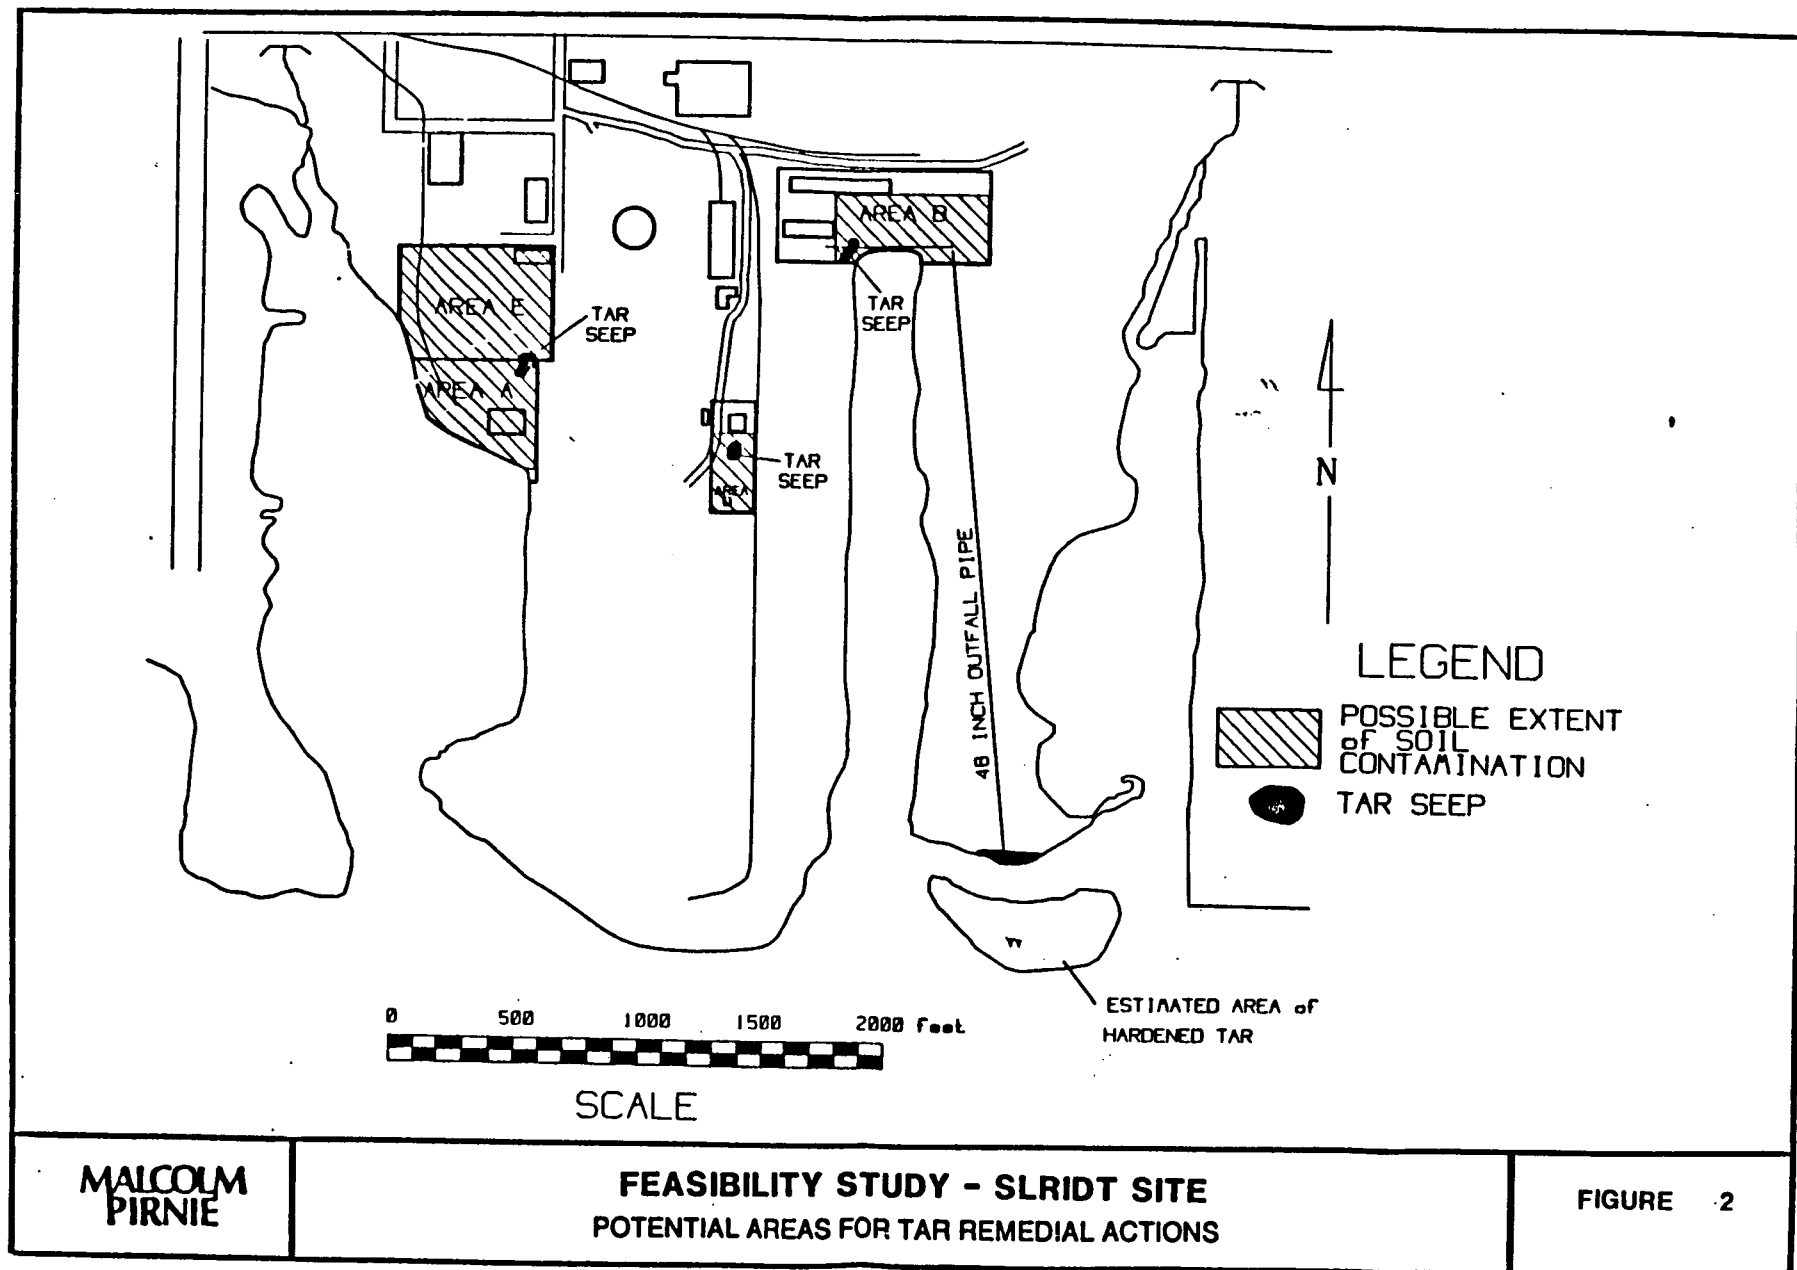 AREA B
AREA E
TAR
SEEP
TAR
SEEP
AREA A
TAR
SEEP
AREA
N
48 INCH OUTFALL PIPE
LEGEND
POSSIBLE EXTENT
of SOIL
CONTAMINATION
TAR SEEP
ESTIMATED AREA of
HARDENED TAR
0 500 1000 1500 2000 feet
SCALE
MALCOLM
PIRNIE
FEASIBILITY STUDY - SLRIDT SITE
POTENTIAL AREAS FOR TAR REMEDIAL ACTIONS
FIGURE 2